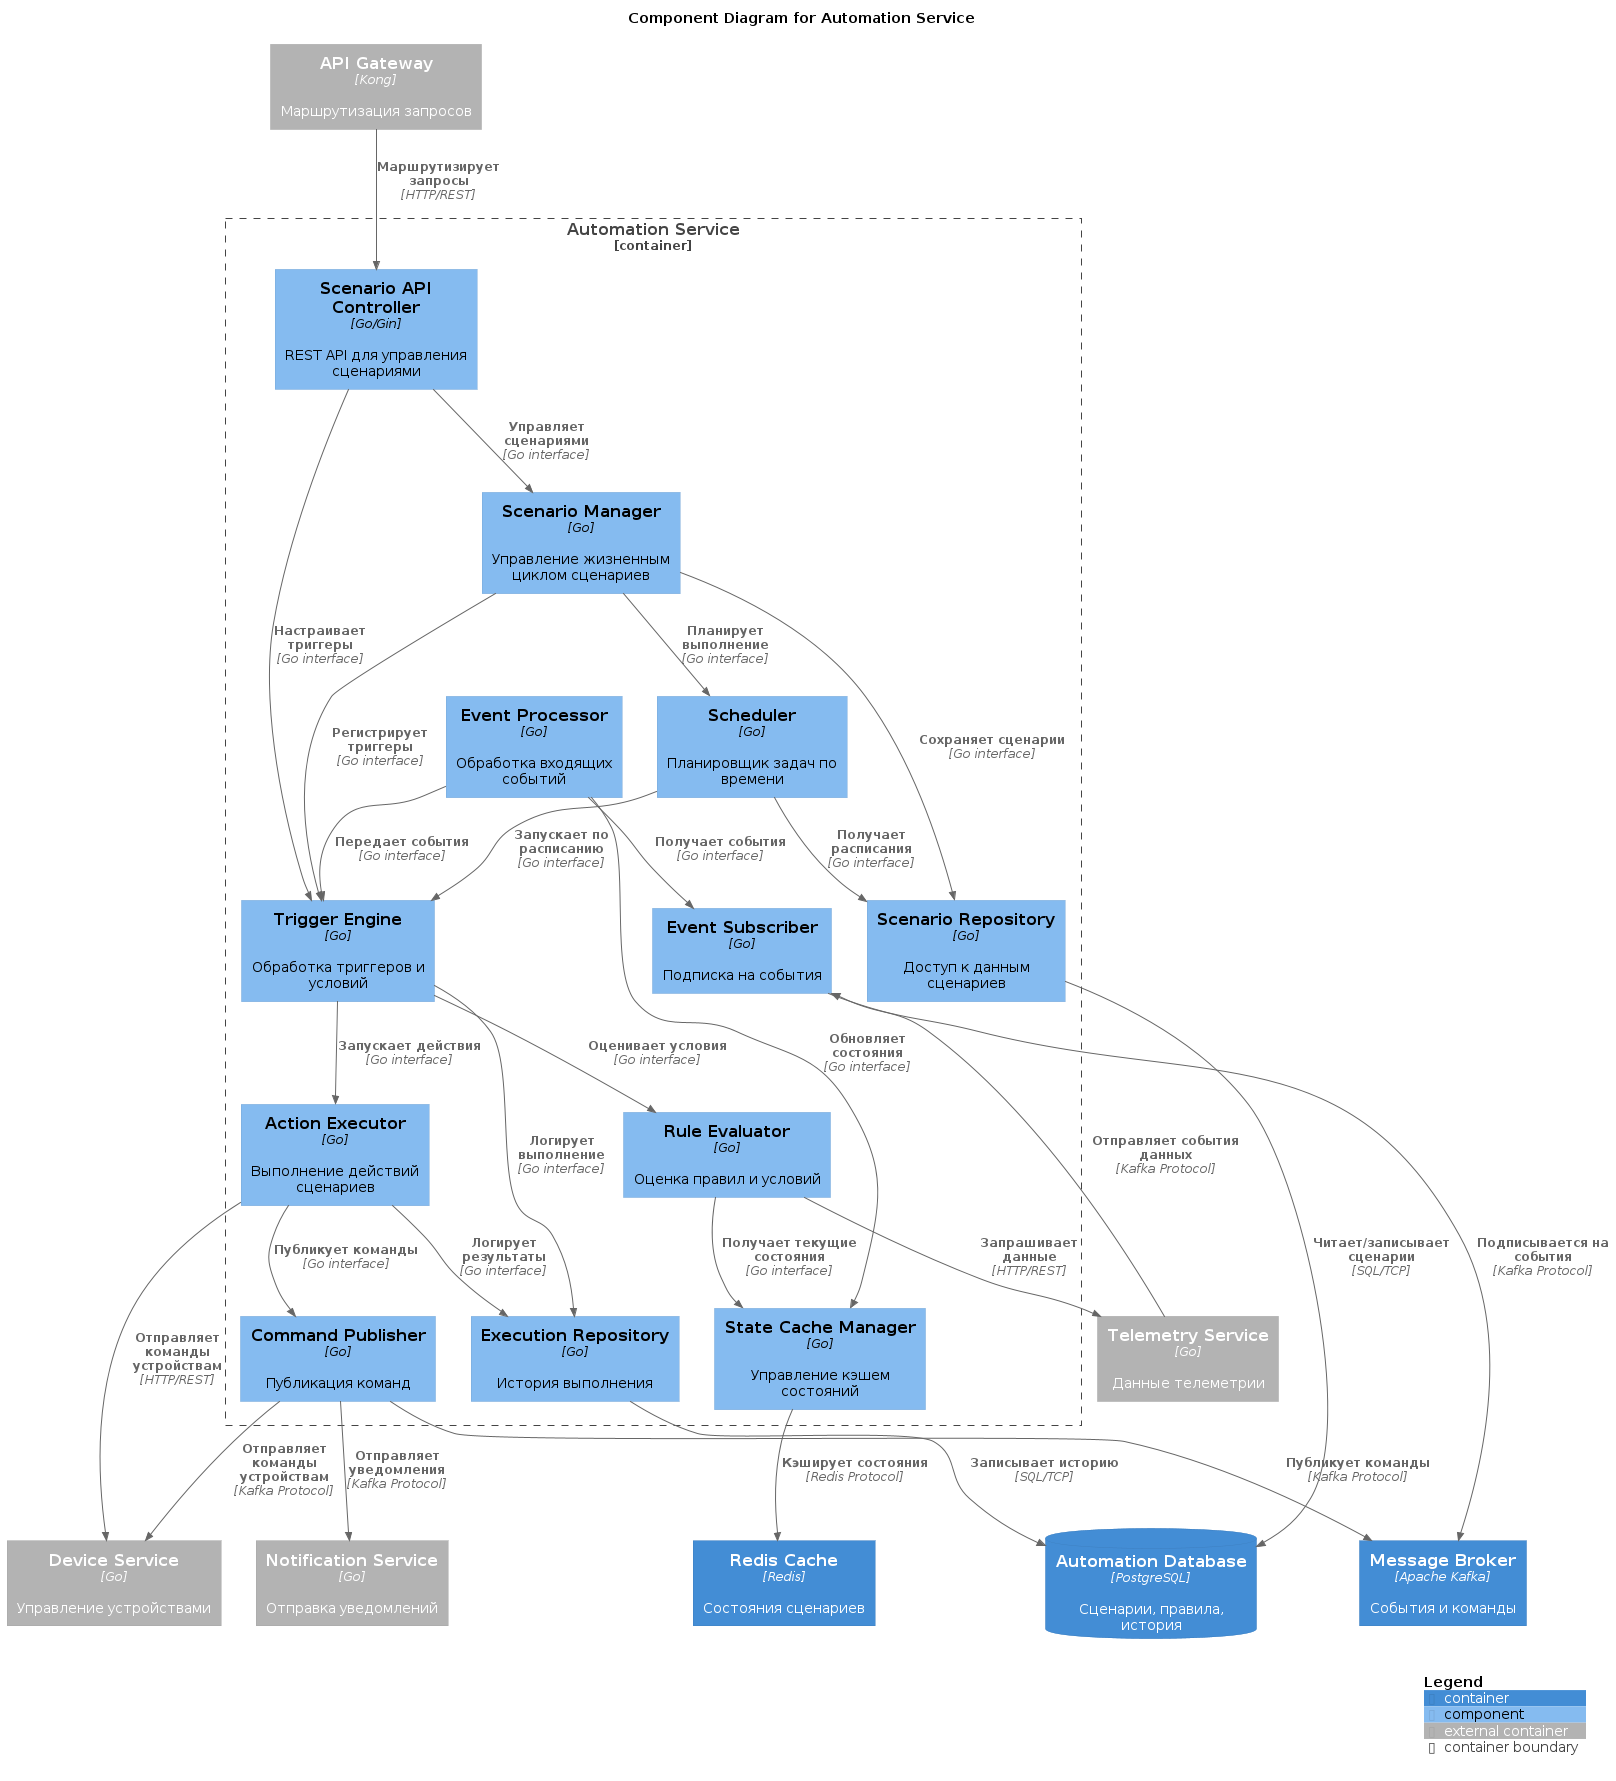 Component Diagram for Automation Service
API Gateway
[Kong]
Маршрутизация запросов
Маршрутизирует
запросы
[HTTP/REST]
Automation Service
[container]
Scenario API
Controller
[Go/Gin]
REST API для управления
сценариями
Управляет
сценариями
[Go interface]
Scenario Manager
[Go]
Управление жизненным
циклом сценариев
Настраивает
триггеры
[Go interface]
Планирует
выполнение
[Go interface]
Event Processor
[Go]
Обработка входящих
событий
Scheduler
[Go]
Планировщик задач по
времени
Регистрирует
триггеры
[Go interface]
Сохраняет сценарии
[Go interface]
Передает события
[Go interface]
Запускает по
расписанию
[Go interface]
Получает события
[Go interface]
Получает
расписания
[Go interface]
Trigger Engine
[Go]
Обработка триггеров и
условий
Event Subscriber
[Go]
Подписка на события
Scenario Repository
[Go]
Доступ к данным
сценариев
Запускает действия
[Go interface]
Оценивает условия
[Go interface]
Обновляет
состояния
[Go interface]
Action Executor
[Go]
Выполнение действий
сценариев
Логирует
выполнение
[Go interface]
Rule Evaluator
[Go]
Оценка правил и условий
Отправляет события
данных
[Kafka Protocol]
Публикует команды
[Go interface]
Логирует
результаты
[Go interface]
Получает текущие
состояния
[Go interface]
Запрашивает
данные
[HTTP/REST]
Читает/записывает
сценарии
[SQL/TCP]
Подписывается на
события
[Kafka Protocol]
Отправляет
команды
устройствам
[HTTP/REST]
Command Publisher
[Go]
Публикация команд
Execution Repository
[Go]
История выполнения
State Cache Manager
[Go]
Управление кэшем
состояний
Telemetry Service
[Go]
Данные телеметрии
Отправляет
команды
устройствам
[Kafka Protocol]
Отправляет
уведомления
[Kafka Protocol]
Кэширует состояния
[Redis Protocol]
Записывает историю
[SQL/TCP]
Публикует команды
[Kafka Protocol]
Device Service
[Go]
Управление устройствами
Notification Service
[Go]
Отправка уведомлений
Redis Cache
[Redis]
Состояния сценариев
Automation Database
[PostgreSQL]
Сценарии, правила,
история
Message Broker
[Apache Kafka]
События и команды
Legend
container
component
external container
container boundary